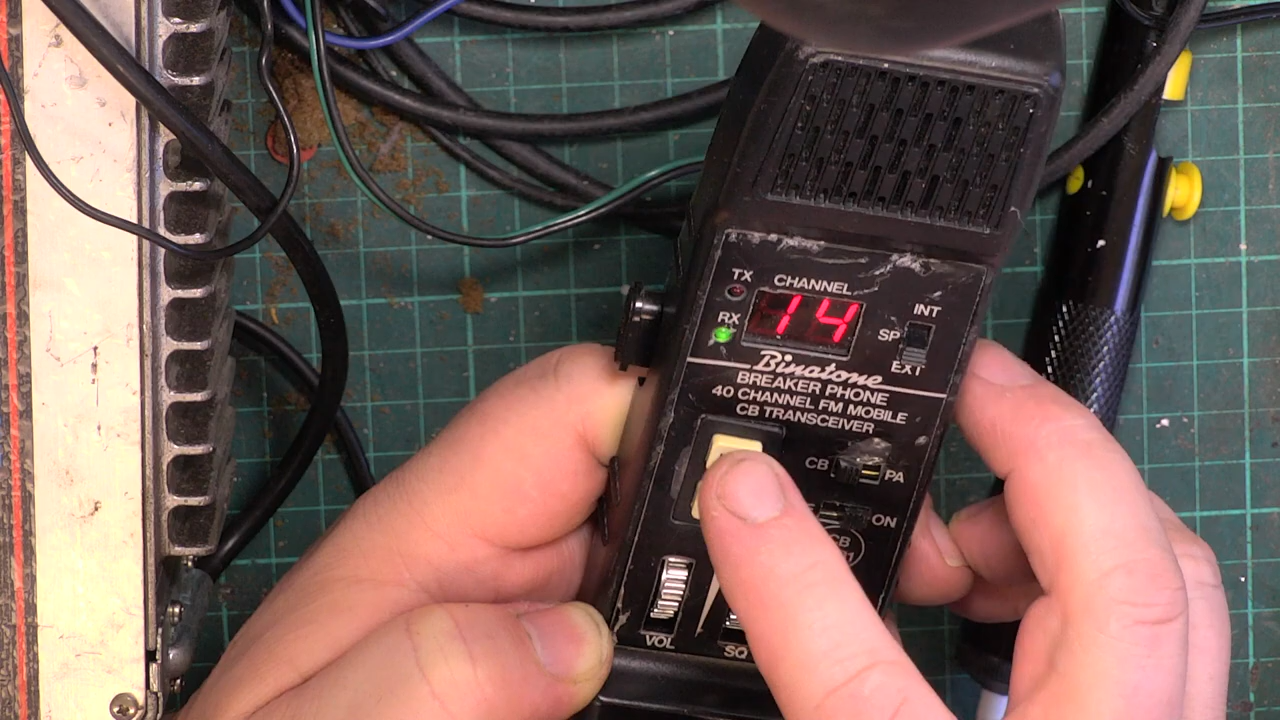 TX
CHANNEL
14
RX
INT
SP
EXT
Binatone
BREAKER PHONE
40 CHANNEL FM MOBILE
CB TRANSCEIVER
CB
PA
ON
CB
VOL
SQ